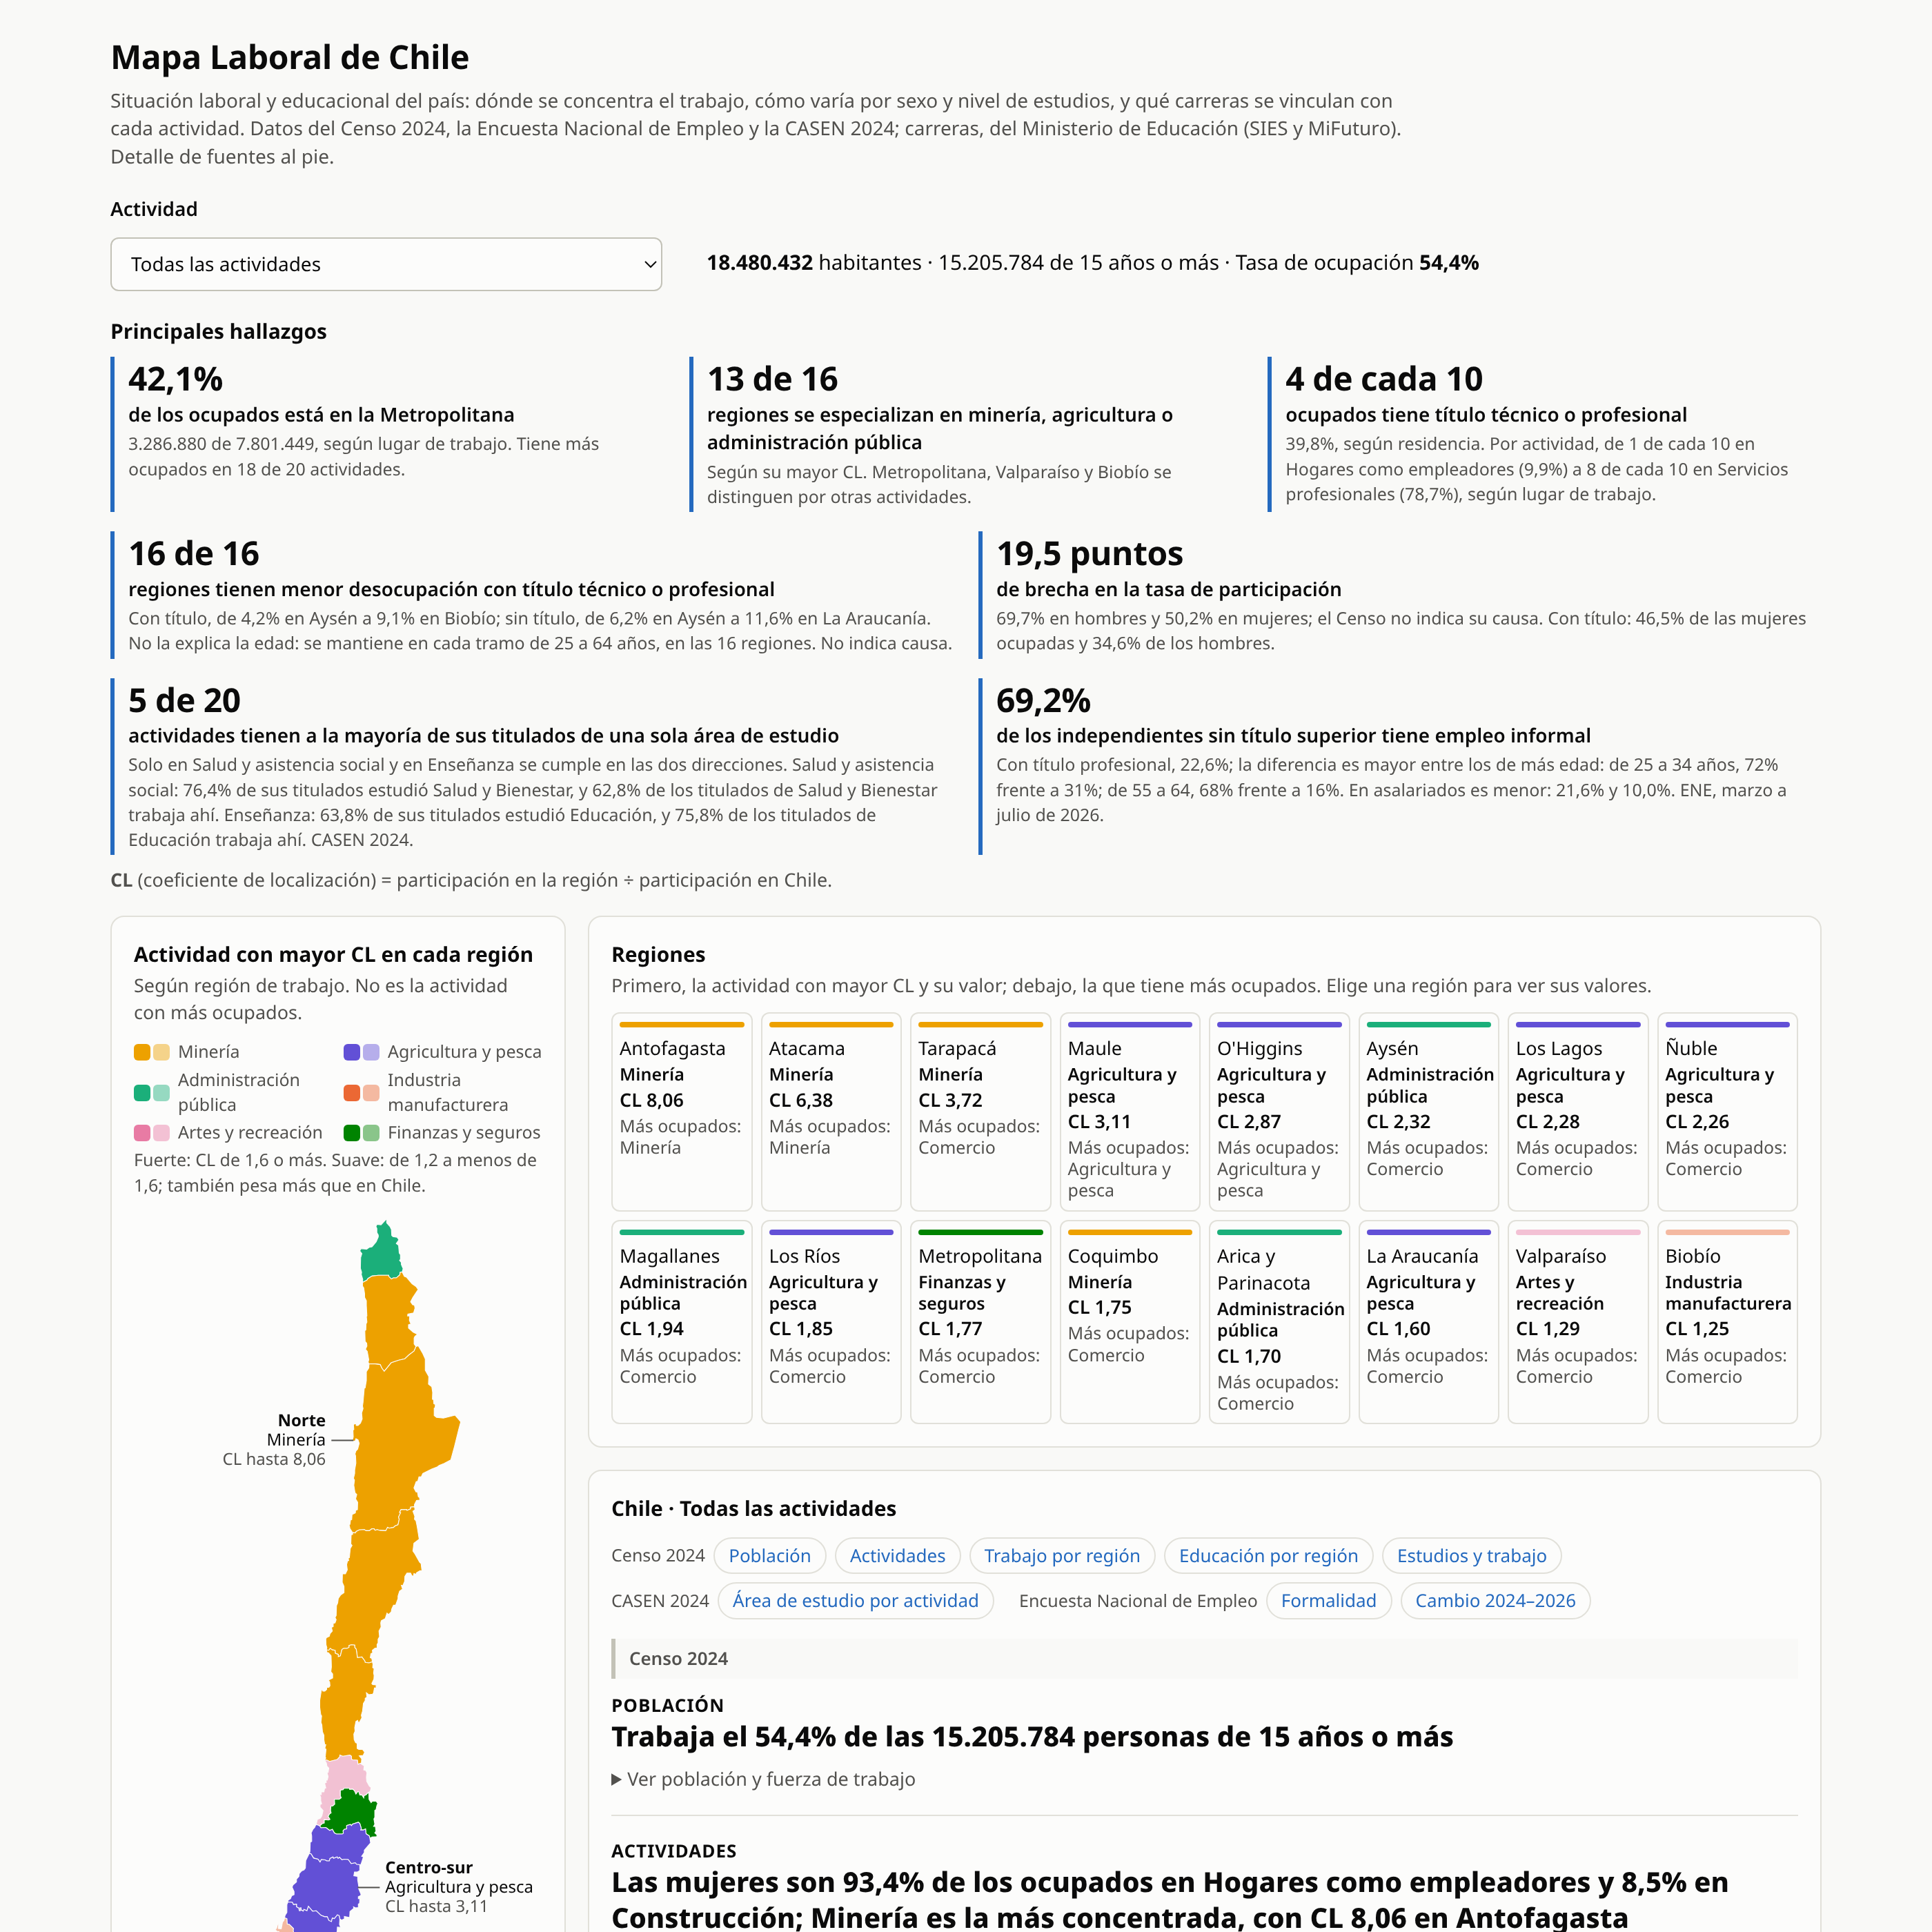 Mapa Laboral de Chile
Situación laboral y educacional del país: dónde se concentra el trabajo, cómo varía por sexo y nivel de estudios, y qué carreras se vinculan con
cada actividad. Datos del Censo 2024, la Encuesta Nacional de Empleo y la CASEN 2024; carreras, del Ministerio de Educación (SIES y MiFuturo).
Detalle de fuentes al pie.
Actividad
Todas las actividades
18.480.432 habitantes · 15.205.784 de 15 años o más · Tasa de ocupación 54,4%
Principales hallazgos
42,1%
de los ocupados está en la Metropolitana
3.286.880 de 7.801.449, según lugar de trabajo. Tiene más
ocupados en 18 de 20 actividades.
13 de 16
regiones se especializan en minería, agricultura o
administración pública
Según su mayor CL. Metropolitana, Valparaíso y Biobío se
distinguen por otras actividades.
4 de cada 10
ocupados tiene título técnico o profesional
39,8%, según residencia. Por actividad, de 1 de cada 10 en
Hogares como empleadores (9,9%) a 8 de cada 10 en Servicios
profesionales (78,7%), según lugar de trabajo.
16 de 16
regiones tienen menor desocupación con título técnico o profesional
Con título, de 4,2% en Aysén a 9,1% en Biobío; sin título, de 6,2% en Aysén a 11,6% en La Araucanía.
No la explica la edad: se mantiene en cada tramo de 25 a 64 años, en las 16 regiones. No indica causa.
19,5 puntos
de brecha en la tasa de participación
69,7% en hombres y 50,2% en mujeres; el Censo no indica su causa. Con título: 46,5% de las mujeres
ocupadas y 34,6% de los hombres.
5 de 20
actividades tienen a la mayoría de sus titulados de una sola área de estudio
Solo en Salud y asistencia social y en Enseñanza se cumple en las dos direcciones. Salud y asistencia
social: 76,4% de sus titulados estudió Salud y Bienestar, y 62,8% de los titulados de Salud y Bienestar
trabaja ahí. Enseñanza: 63,8% de sus titulados estudió Educación, y 75,8% de los titulados de
Educación trabaja ahí. CASEN 2024.
69,2%
de los independientes sin título superior tiene empleo informal
Con título profesional, 22,6%; la diferencia es mayor entre los de más edad: de 25 a 34 años, 72%
frente a 31%; de 55 a 64, 68% frente a 16%. En asalariados es menor: 21,6% y 10,0%. ENE, marzo a
julio de 2026.
CL (coeficiente de localización) = participación en la región ÷ participación en Chile.
Actividad con mayor CL en cada región
Según región de trabajo. No es la actividad
con más ocupados.
Minería
Agricultura y pesca
Administración
pública
Industria
manufacturera
Artes y recreación
Finanzas y seguros
Fuerte: CL de 1,6 o más. Suave: de 1,2 a menos de
1,6; también pesa más que en Chile.
Norte
Minería
CL hasta 8,06
Centro-sur
Agricultura y pesca
CL hasta 3,11
Regiones
Primero, la actividad con mayor CL y su valor; debajo, la que tiene más ocupados. Elige una región para ver sus valores.
Antofagasta
Minería
CL 8,06
Más ocupados:
Minería
Atacama
Minería
CL 6,38
Más ocupados:
Minería
Tarapacá
Minería
CL 3,72
Más ocupados:
Comercio
Maule
Agricultura y
pesca
CL 3,11
Más ocupados:
Agricultura y
pesca
O'Higgins
Agricultura y
pesca
CL 2,87
Más ocupados:
Agricultura y
pesca
Aysén
Administración
pública
CL 2,32
Más ocupados:
Comercio
Los Lagos
Agricultura y
pesca
CL 2,28
Más ocupados:
Comercio
Ñuble
Agricultura y
pesca
CL 2,26
Más ocupados:
Comercio
Magallanes
Administración
pública
CL 1,94
Más ocupados:
Comercio
Los Ríos
Agricultura y
pesca
CL 1,85
Más ocupados:
Comercio
Metropolitana
Finanzas y
seguros
CL 1,77
Más ocupados:
Comercio
Coquimbo
Minería
CL 1,75
Más ocupados:
Comercio
Arica y
Parinacota
Administración
pública
CL 1,70
Más ocupados:
Comercio
La Araucanía
Agricultura y
pesca
CL 1,60
Más ocupados:
Comercio
Valparaíso
Artes y
recreación
CL 1,29
Más ocupados:
Comercio
Biobío
Industria
manufacturera
CL 1,25
Más ocupados:
Comercio
Chile · Todas las actividades
Censo 2024 Población Actividades Trabajo por región Educación por región Estudios y trabajo
CASEN 2024 Área de estudio por actividad Encuesta Nacional de Empleo Formalidad Cambio 2024–2026
Censo 2024
POBLACIÓN
Trabaja el 54,4% de las 15.205.784 personas de 15 años o más
Ver población y fuerza de trabajo
ACTIVIDADES
Las mujeres son 93,4% de los ocupados en Hogares como empleadores y 8,5% en
Construcción; Minería es la más concentrada, con CL 8,06 en Antofagasta